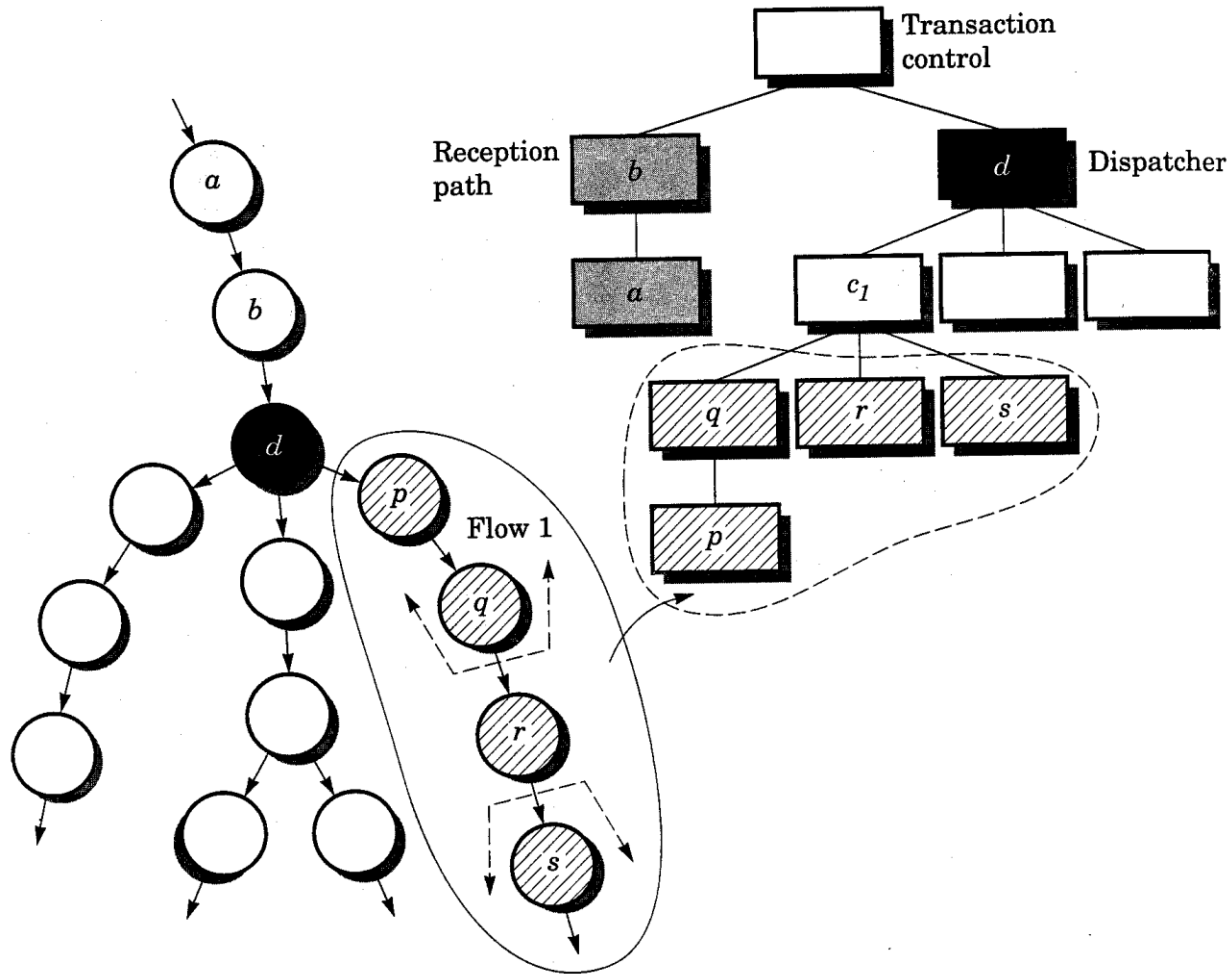 Transaction
control
Reception
path
b
d
Dispatcher
a
c1
q
r
s
p
a
b
d
p
Flow 1
q
r
s